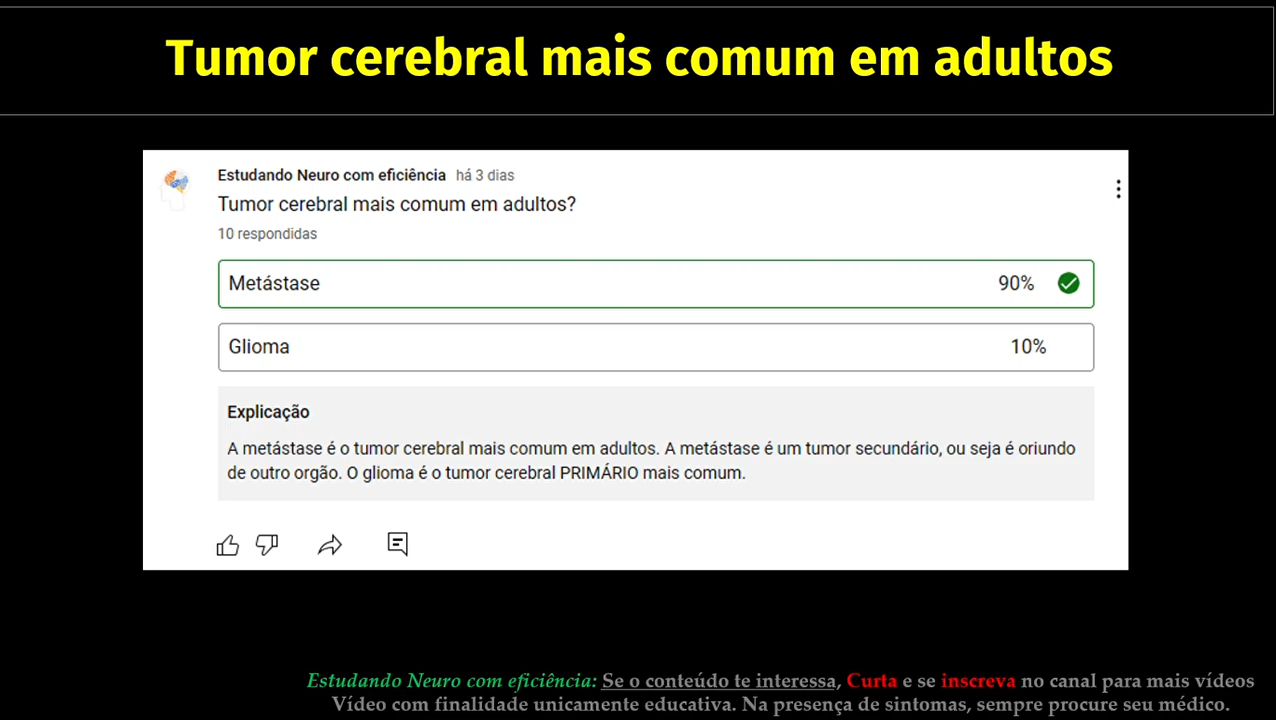 Tumor cerebral mais comum em adultos
Estudando Neuro com eficiência há 3 dias
Tumor cerebral mais comum em adultos?
10 respondidas
Metástase 90%
Glioma 10%
Explicação
A metástase é o tumor cerebral mais comum em adultos. A metástase é um tumor secundário, ou seja é oriundo
de outro orgão. O glioma é o tumor cerebral PRIMÁRIO mais comum.
Estudando Neuro com eficiência: Se o conteúdo te interessa, Curta e se inscreva no canal para mais vídeos
Vídeo com finalidade unicamente educativa. Na presença de sintomas, sempre procure seu médico.